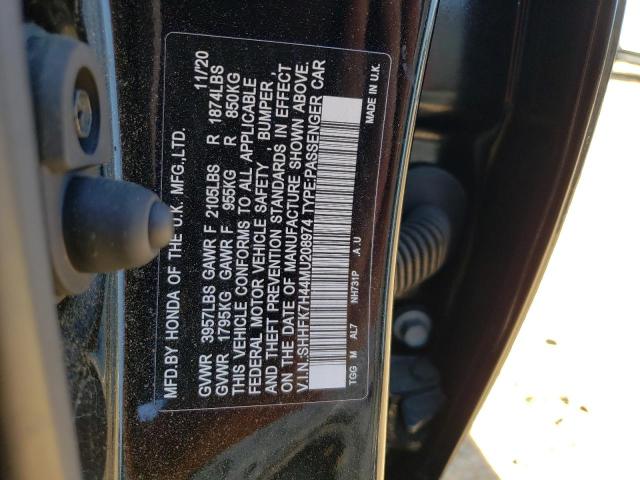 MFD.BY HONDA OF THE U.K. MFG.,LTD. 11/20
GVWR 3957LBS GAWR F 2105LBS R 1874LBS
GVWR 1795KG GAWR F 955KG R 850KG
THIS VEHICLE CONFORMS TO ALL APPLICABLE
FEDERAL MOTOR VEHICLE SAFETY , BUMPER ,
AND THEFT PREVENTION STANDARDS IN EFFECT
ON THE DATE OF MANUFACTURE SHOWN ABOVE.
V.I.N.:SHHFK7H44MU208974 TYPE:PASSENGER CAR
MADE IN U.K.
TGG M AL7 NH731P .A .U